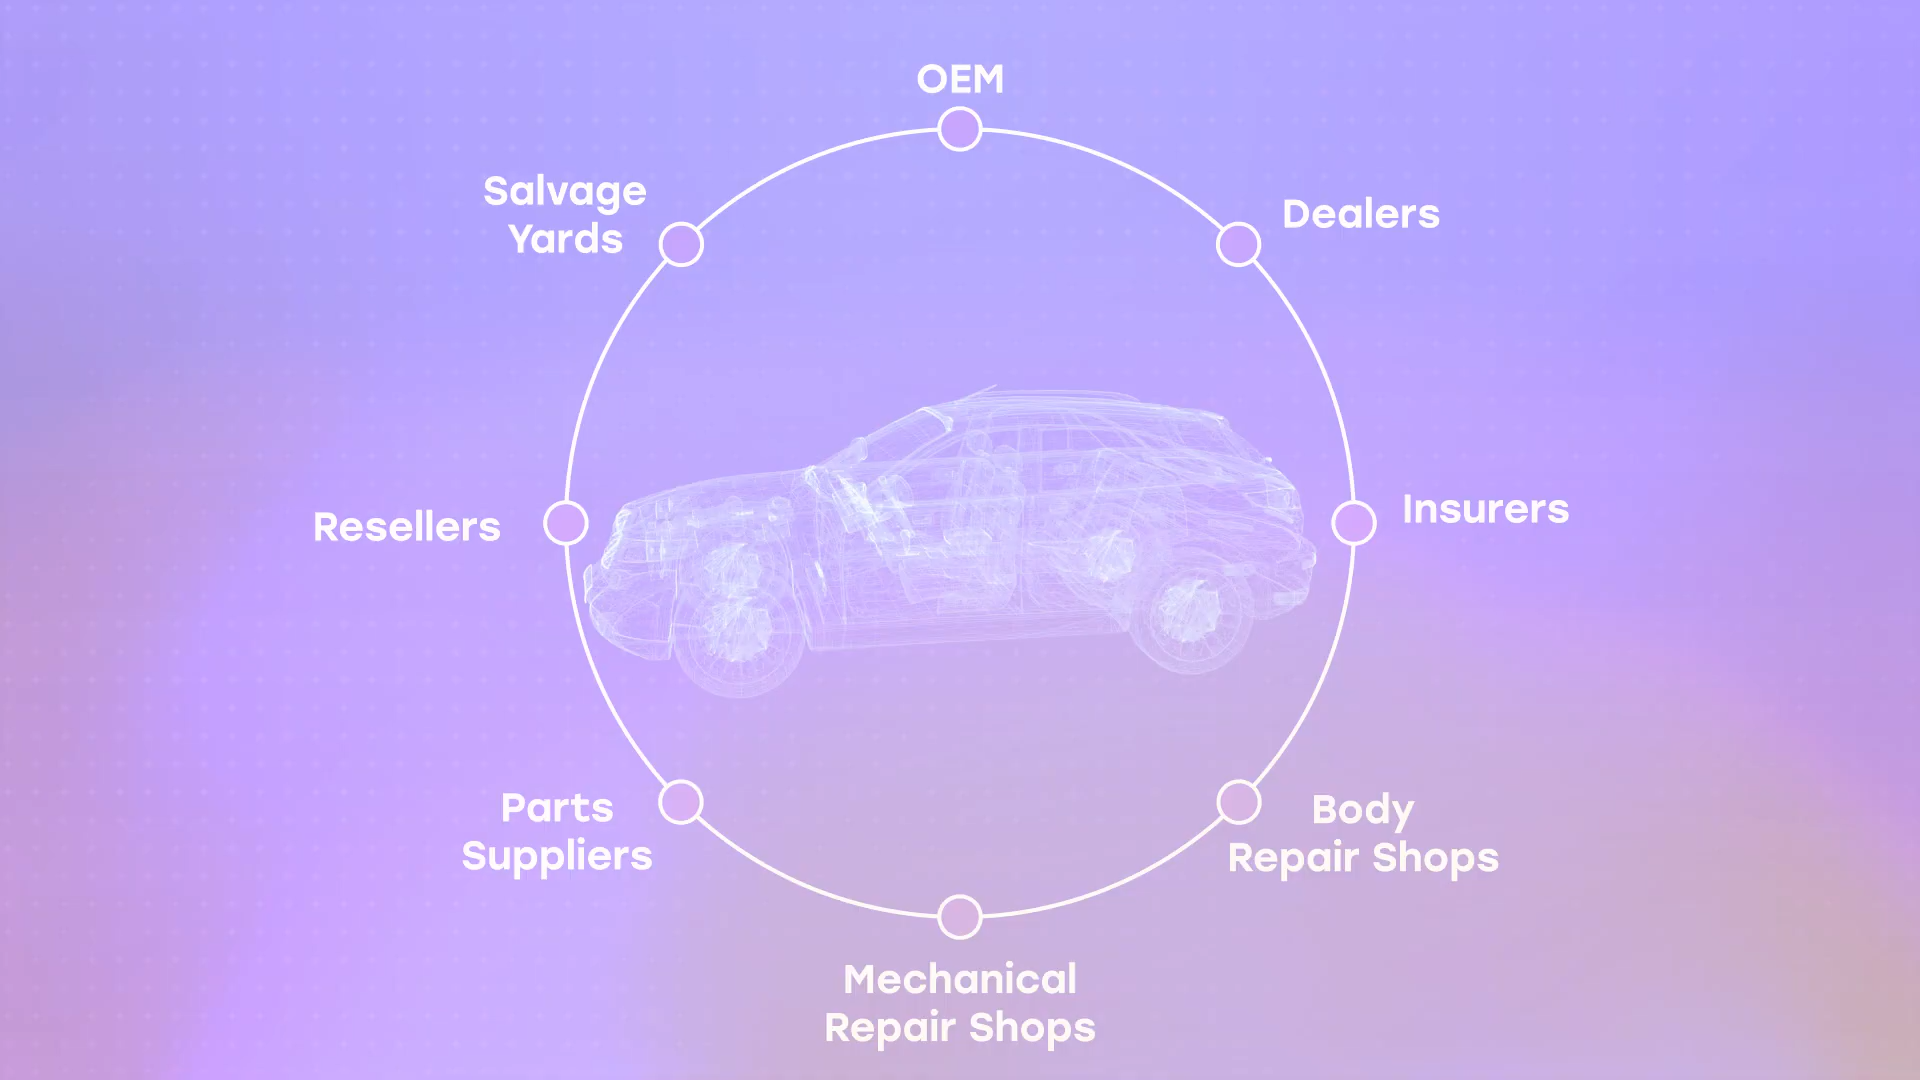 OEM
Salvage
Yards
Dealers
Resellers
Insurers
Parts
Suppliers
Body
Repair Shops
Mechanical
Repair Shops